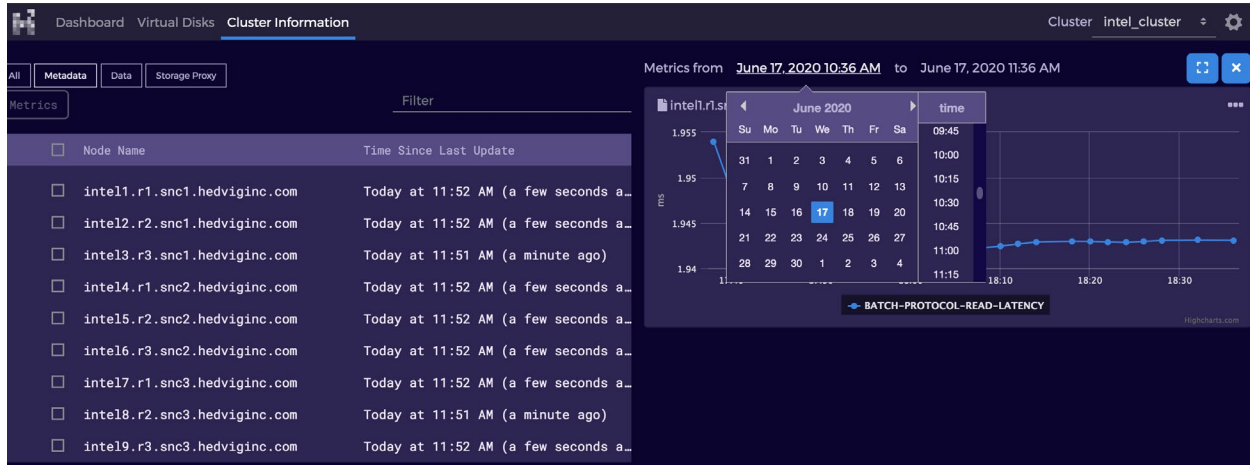 Dashboard Virtual Disks Cluster Information Cluster intel_cluster
All Metadata Data Storage Proxy
Metrics
Filter
Node Name Time Since Last Update
intel1.r1.snc1.hedviginc.com Today at 11:52 AM (a few seconds a…
intel2.r2.snc1.hedviginc.com Today at 11:52 AM (a few seconds a…
intel3.r3.snc1.hedviginc.com Today at 11:51 AM (a minute ago)
intel4.r1.snc2.hedviginc.com Today at 11:52 AM (a few seconds a…
intel5.r2.snc2.hedviginc.com Today at 11:52 AM (a few seconds a…
intel6.r3.snc2.hedviginc.com Today at 11:52 AM (a few seconds a…
intel7.r1.snc3.hedviginc.com Today at 11:52 AM (a few seconds a…
intel8.r2.snc3.hedviginc.com Today at 11:51 AM (a minute ago)
intel9.r3.snc3.hedviginc.com Today at 11:52 AM (a few seconds a…
Metrics from June 17, 2020 10:36 AM to June 17, 2020 11:36 AM
intel1.r1.sn
June 2020
Su Mo Tu We Th Fr Sa
31 1 2 3 4 5 6
7 8 9 10 11 12 13
14 15 16 17 18 19 20
21 22 23 24 25 26 27
28 29 30 1 2 3 4
time
09:45
10:00
10:15
10:30
10:45
11:00
11:15
1.955
1.95
1.945
1.94
ms
18:10 18:20 18:30
BATCH-PROTOCOL-READ-LATENCY
Highcharts.com